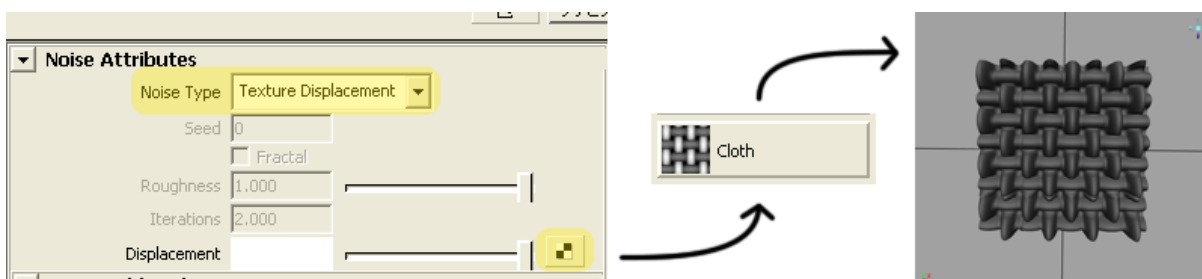 Noise Attributes
Noise Type Texture Displacement
Seed 0
Fractal
Roughness 1.000
Iterations 2.000
Displacement
Cloth